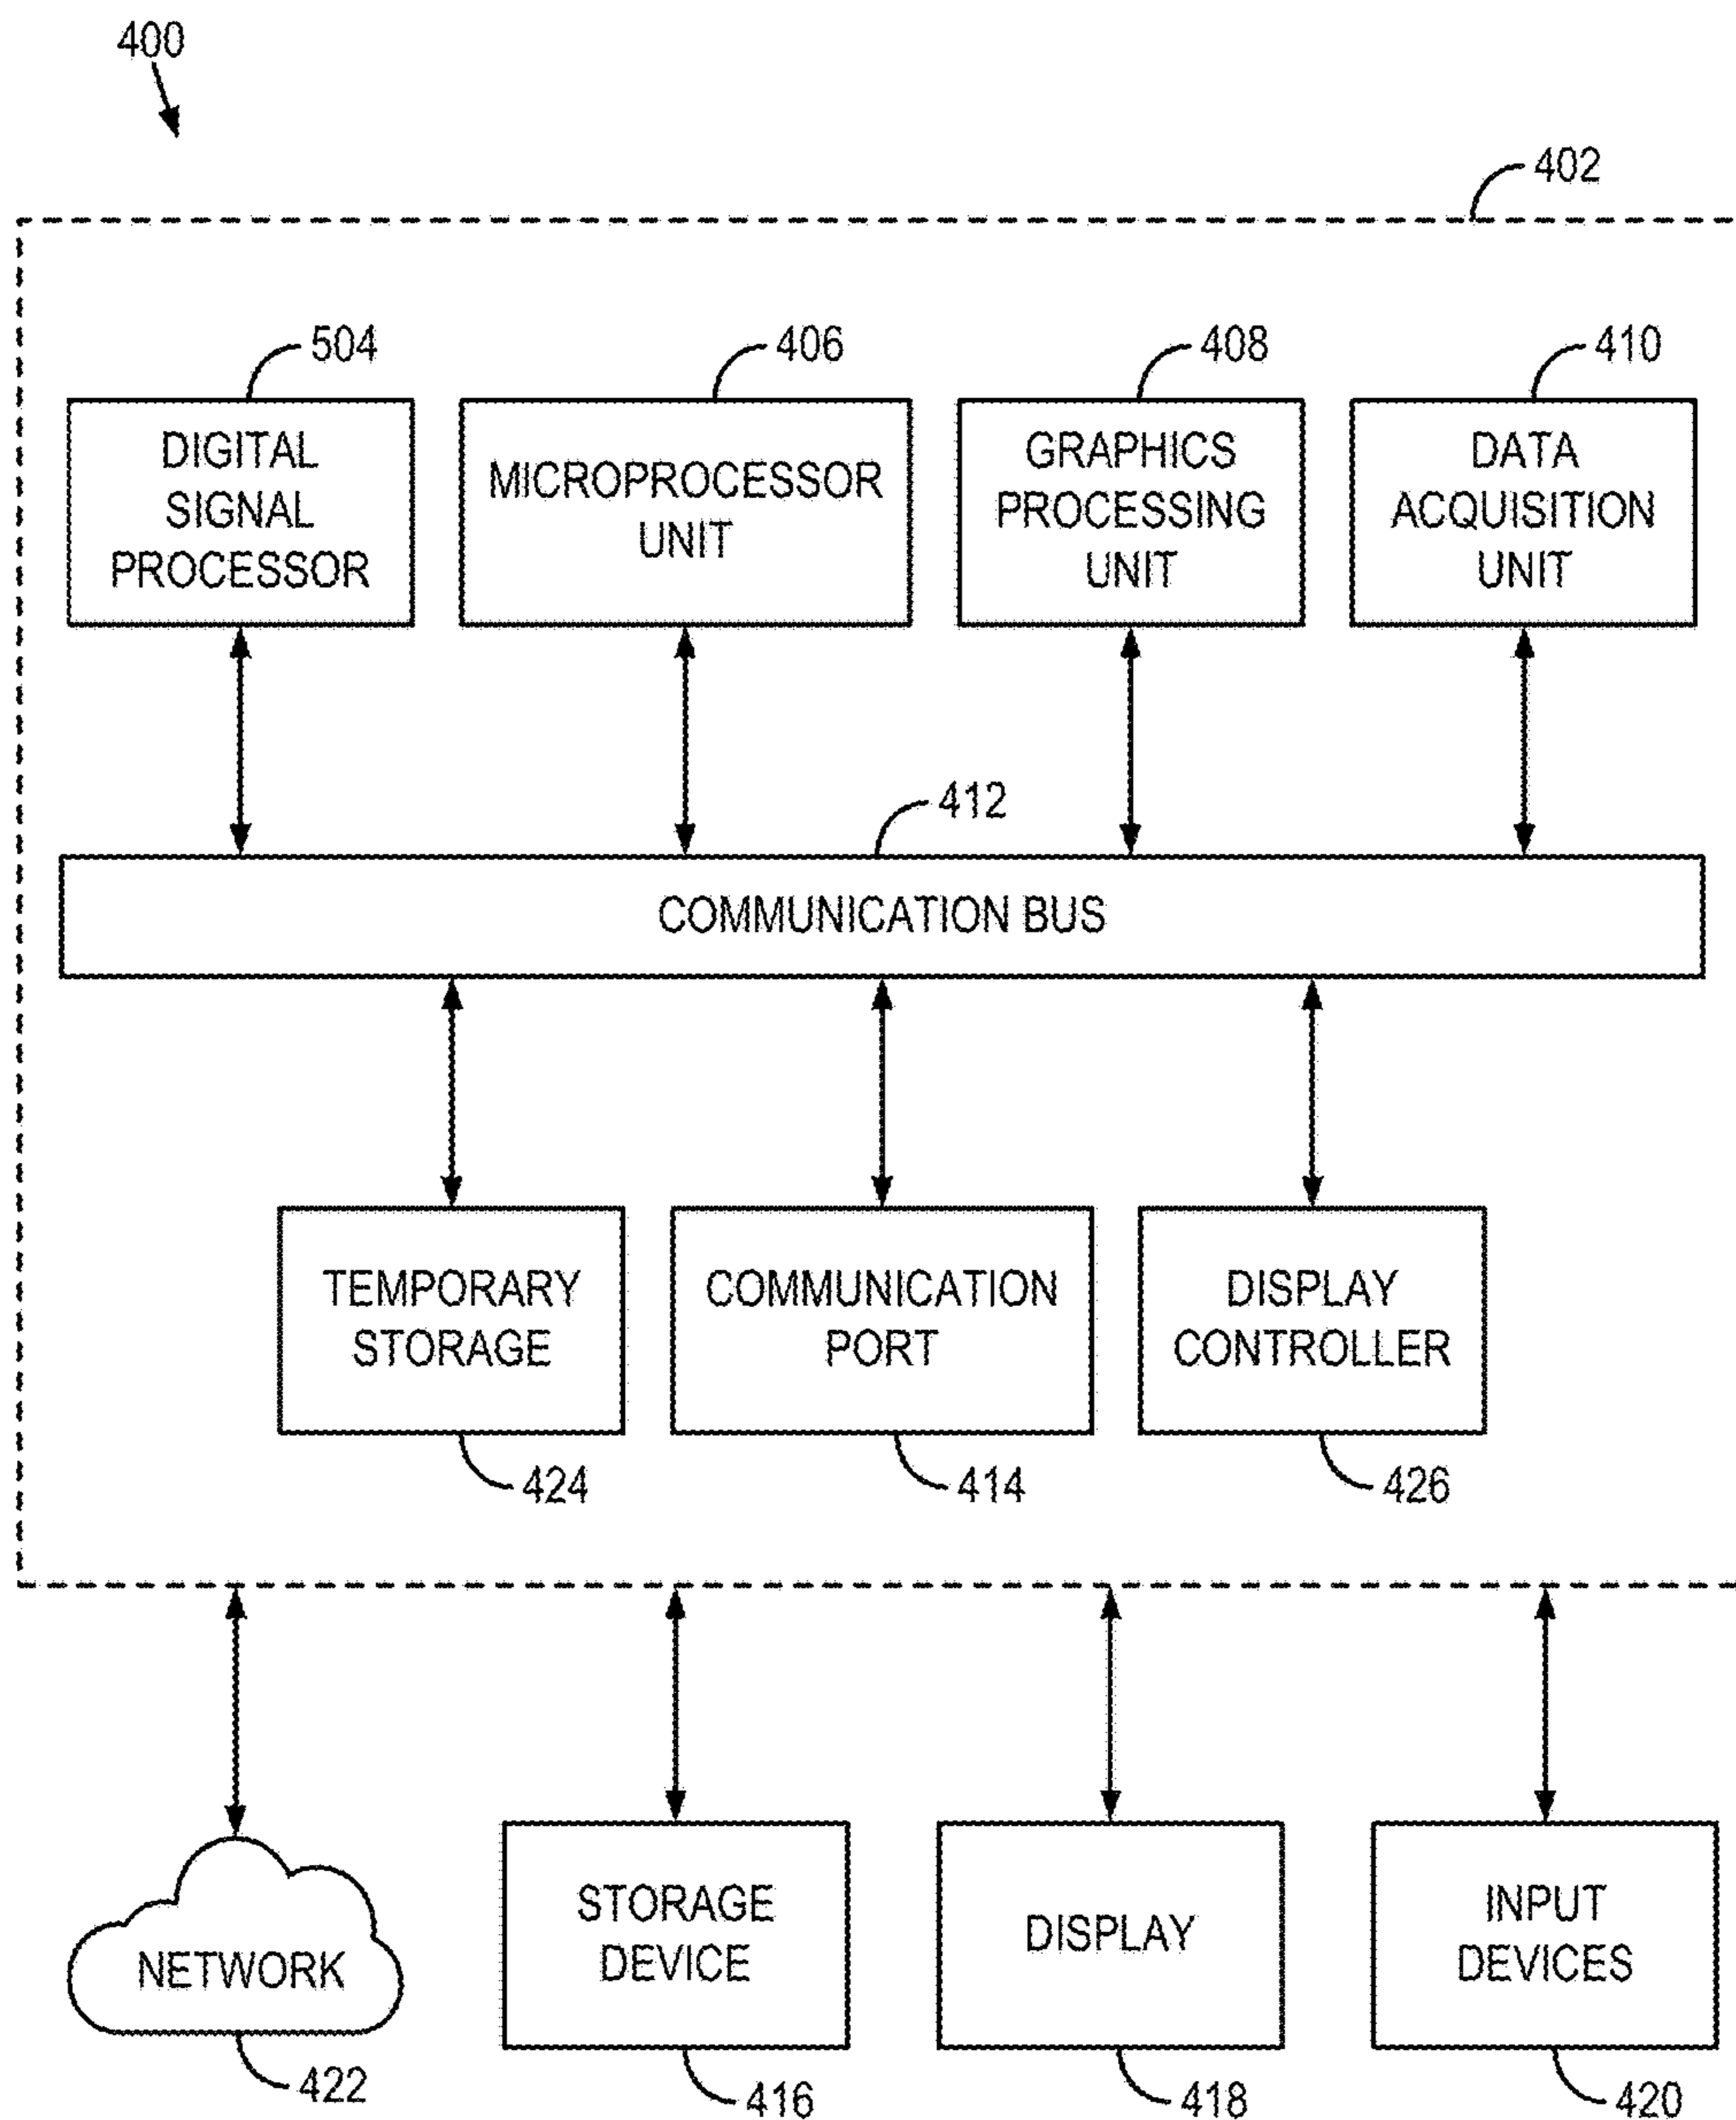 400
402
504
406
408
410
DIGITAL
SIGNAL
PROCESSOR
MICROPROCESSOR
UNIT
GRAPHICS
PROCESSING
UNIT
DATA
ACQUISITION
UNIT
412
COMMUNICATION BUS
TEMPORARY
STORAGE
COMMUNICATION
PORT
DISPLAY
CONTROLLER
424
414
426
NETWORK
STORAGE
DEVICE
DISPLAY
INPUT
DEVICES
422
416
418
420